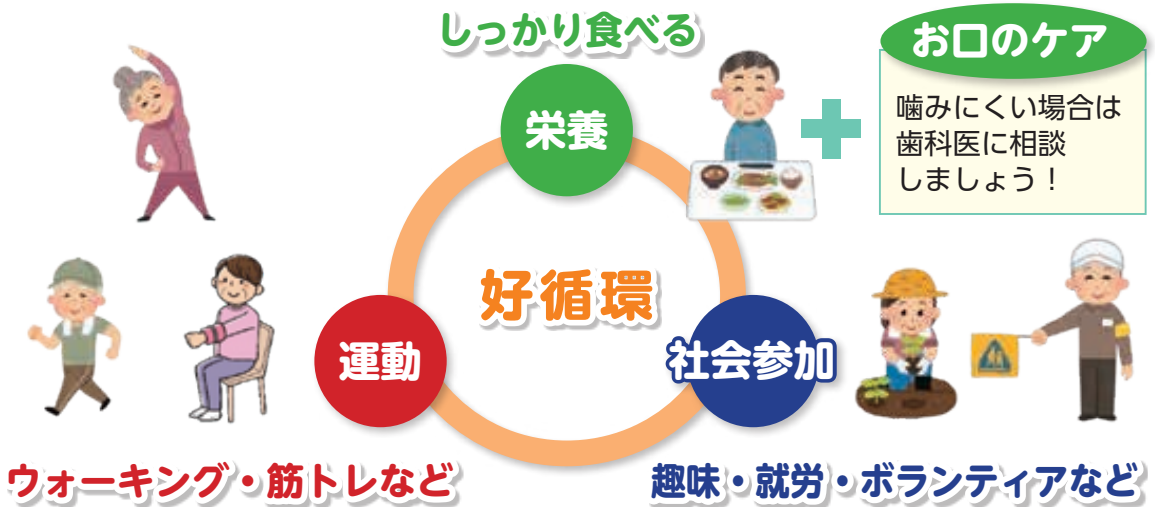 しっかり食べる
お口のケア
栄養
噛みにくい場合は
歯科医に相談
しましょう！
好循環
運動
社会参加
ウォーキング・筋トレなど
趣味・就労・ボランティアなど